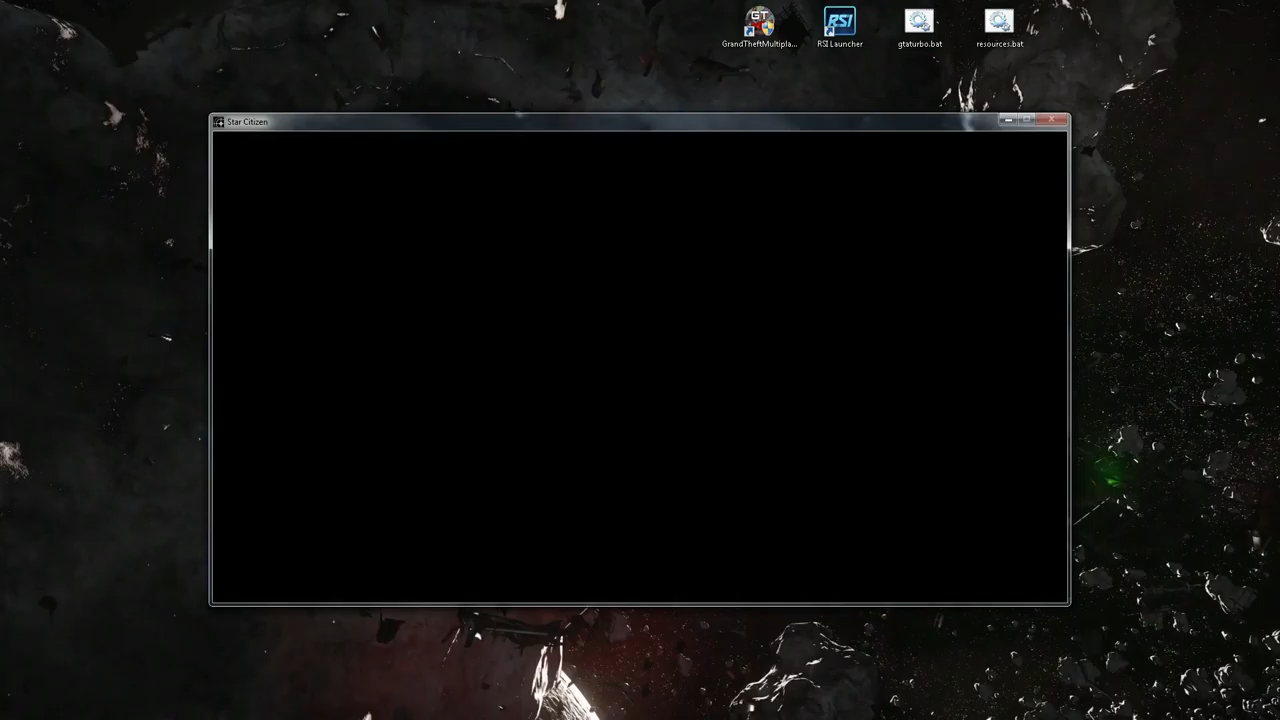 GT
RSI
GrandTheftMultipla...
RSI Launcher
gtaturbo.bat
resources.bat
Star Citizen